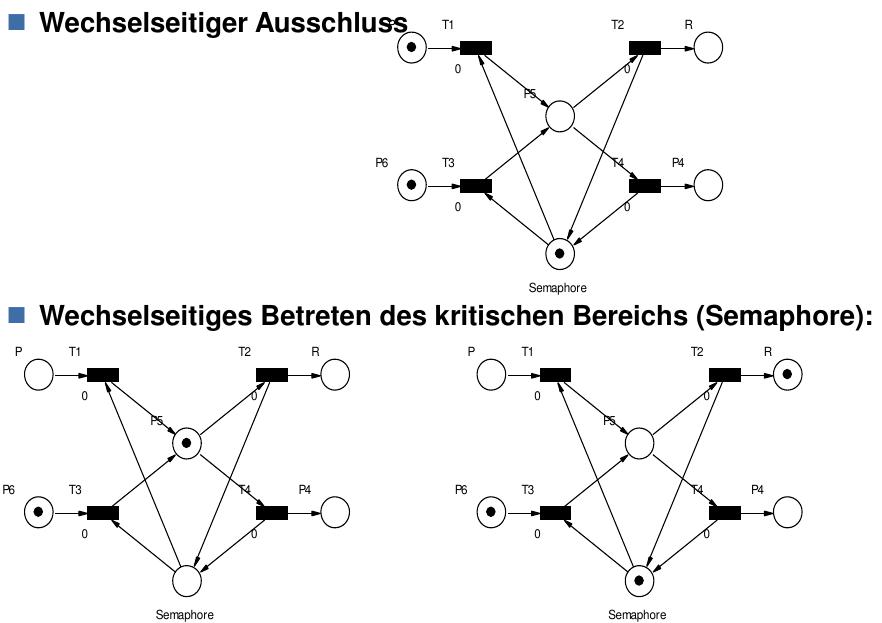 Wechselseitiger Ausschluss
P T1 T2 R
0 0
P5
P6 T3 T4 P4
0 0
Semaphore
Wechselseitiges Betreten des kritischen Bereichs (Semaphore):
P T1 T2 R P T1 T2 R
0 0 0 0
P5 P5
P6 T3 T4 P4 P6 T3 T4 P4
0 0 0 0
Semaphore Semaphore